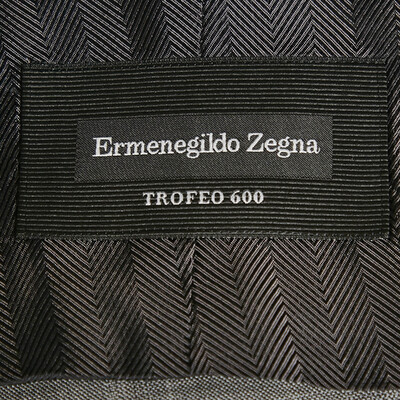 Ermenegildo Zegna
TROFEO 600